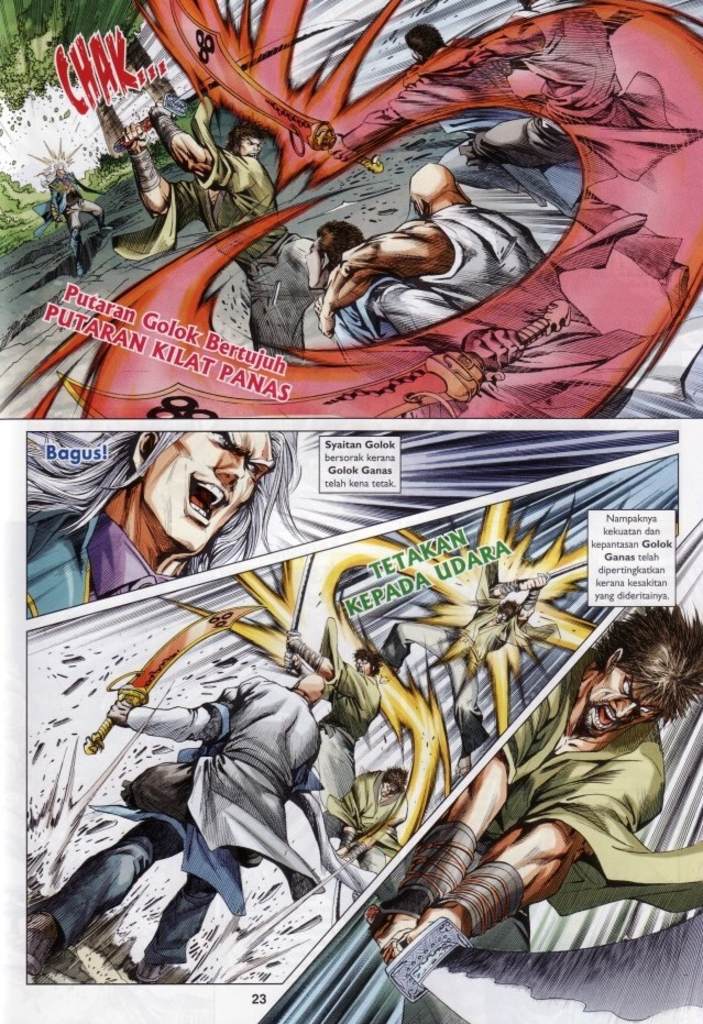 CHAK...
Putaran Golok Bertujuh
PUTARAN KILAT PANAS
Bagus!
Syaitan Golok
bersorak kerana
Golok Ganas
telah kena tetak.
TETAKAN
KEPADA UDARA
Nampaknya
kekuatan dan
kepantasan Golok
Ganas telah
dipertingkatkan
kerana kesakitan
yang dideritainya.
23